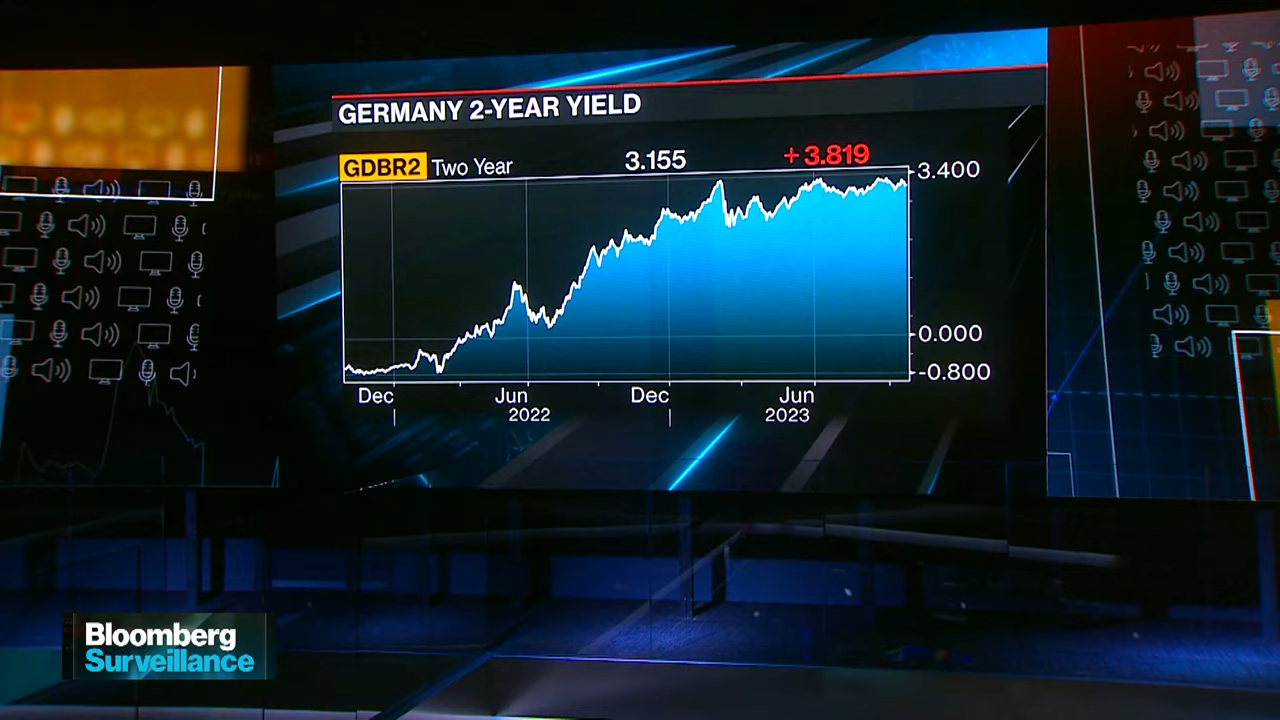 GERMANY 2-YEAR YIELD
GDBR2 Two Year 3.155 +3.819
3.400
0.000
-0.800
Dec Jun Dec Jun
2022 2023
Bloomberg
Surveillance